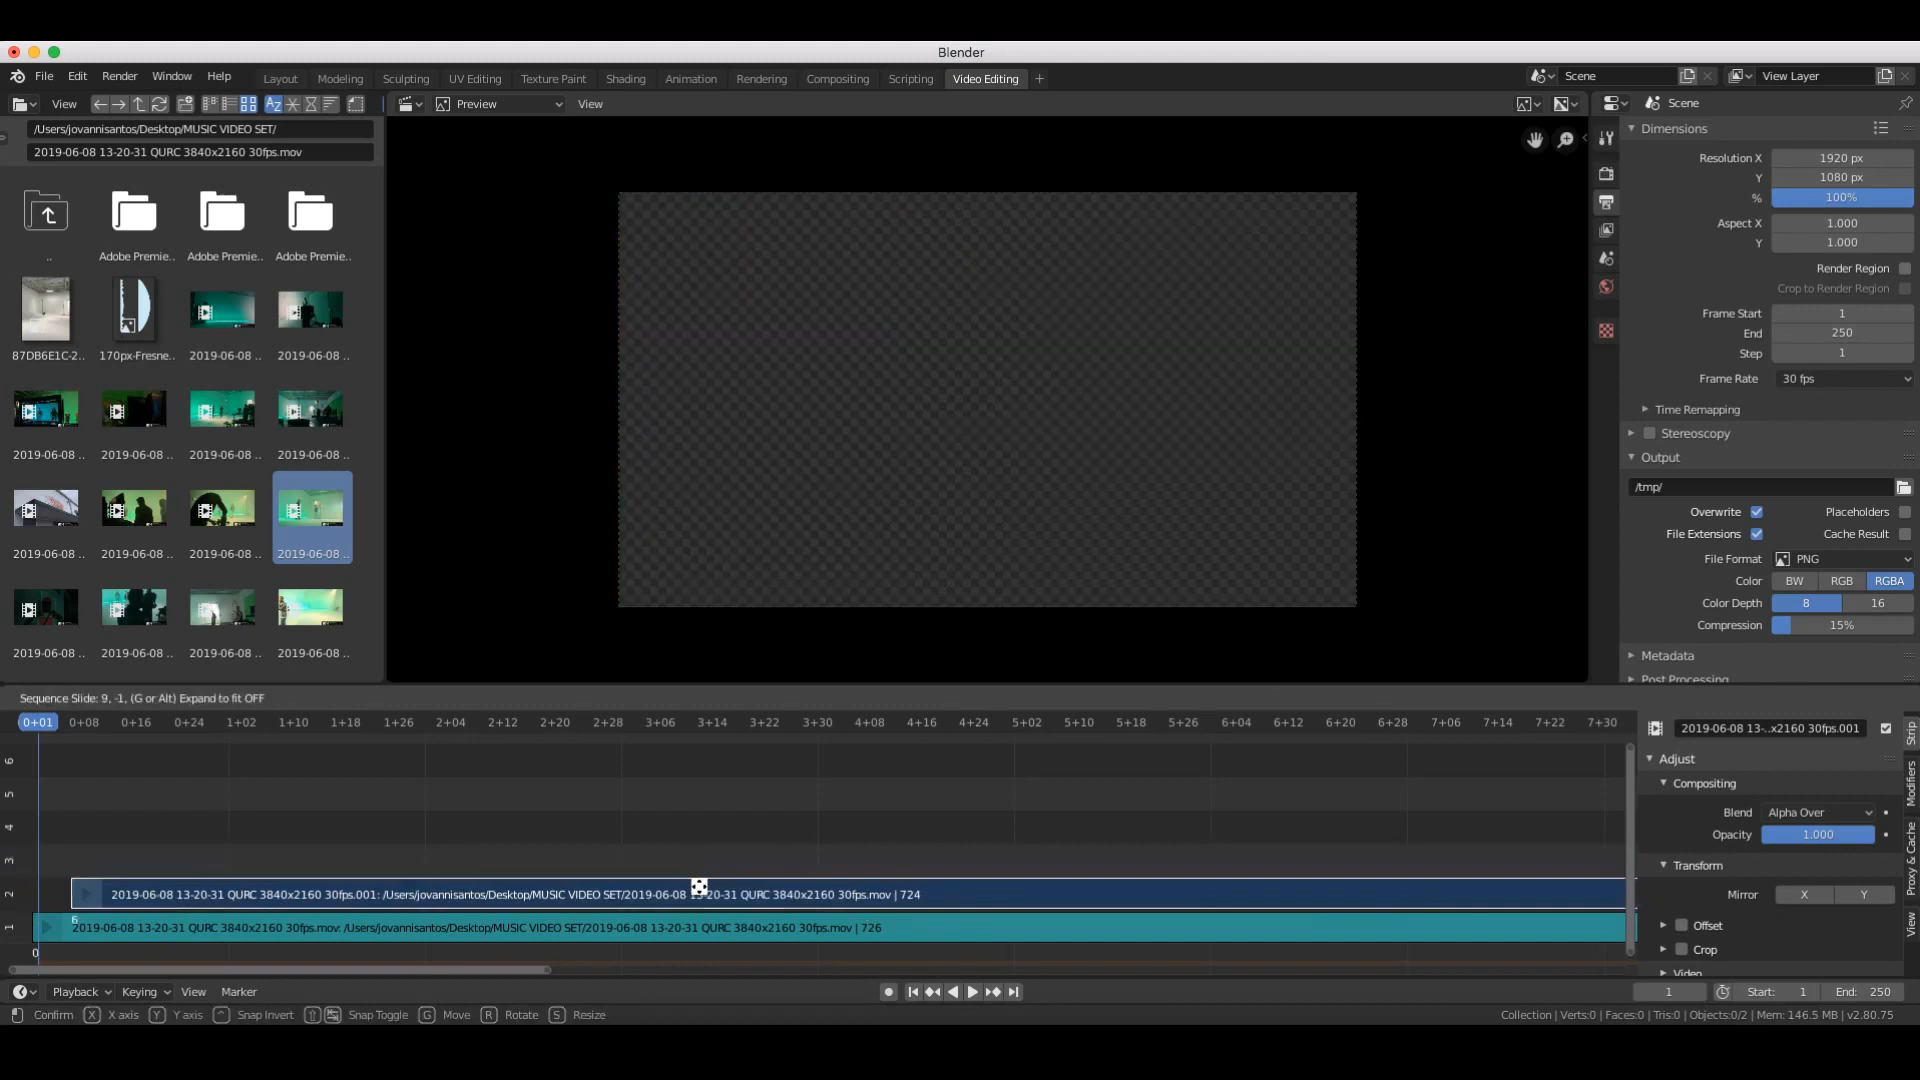 Blender
File Edit Render Window Help
Layout Modeling Sculpting UV Editing Texture Paint Shading Animation Rendering Compositing Scripting Video Editing +
Scene
View Layer
View
Preview
View
Scene
/Users/jovannisantos/Desktop/MUSIC VIDEO SET/
2019-06-08 13-20-31 QURC 3840x2160 30fps.mov
.. Adobe Premie.. Adobe Premie.. Adobe Premie..
87DB6E1C-2.. 170px-Fresne.. 2019-06-08 .. 2019-06-08 ..
2019-06-08 .. 2019-06-08 .. 2019-06-08 .. 2019-06-08 ..
2019-06-08 .. 2019-06-08 .. 2019-06-08 .. 2019-06-08 ..
2019-06-08 .. 2019-06-08 .. 2019-06-08 .. 2019-06-08 ..
Dimensions
Resolution X 1920 px
Y 1080 px
% 100%
Aspect X 1.000
Y 1.000
Render Region
Crop to Render Region
Frame Start 1
End 250
Step 1
Frame Rate 30 fps
Time Remapping
Stereoscopy
Output
/tmp/
Overwrite Placeholders
File Extensions Cache Result
File Format PNG
Color BW RGB RGBA
Color Depth 8 16
Compression 15%
Metadata
Post Processing
Sequence Slide: 9, -1, (G or Alt) Expand to fit OFF
0+01 0+08 0+16 0+24 1+02 1+10 1+18 1+26 2+04 2+12 2+20 2+28 3+06 3+14 3+22 3+30 4+08 4+16 4+24 5+02 5+10 5+18 5+26 6+04 6+12 6+20 6+28 7+06 7+14 7+22 7+30
6
5
4
3
2
2019-06-08 13-20-31 QURC 3840x2160 30fps.001: /Users/jovannisantos/Desktop/MUSIC VIDEO SET/2019-06-08 13-20-31 QURC 3840x2160 30fps.mov | 724
6
1
2019-06-08 13-20-31 QURC 3840x2160 30fps.mov: /Users/jovannisantos/Desktop/MUSIC VIDEO SET/2019-06-08 13-20-31 QURC 3840x2160 30fps.mov | 726
0
2019-06-08 13-..x2160 30fps.001
Adjust
Compositing
Blend Alpha Over
Opacity 1.000
Transform
Mirror X Y
Offset
Crop
Video
Strip
Modifiers
Proxy & Cache
View
Playback Keying View Marker
1 Start: 1 End: 250
Confirm X X axis Y Y axis ^ Snap Invert Snap Toggle G Move R Rotate S Resize
Collection | Verts:0 | Faces:0 | Tris:0 | Objects:0/2 | Mem: 146.5 MB | v2.80.75